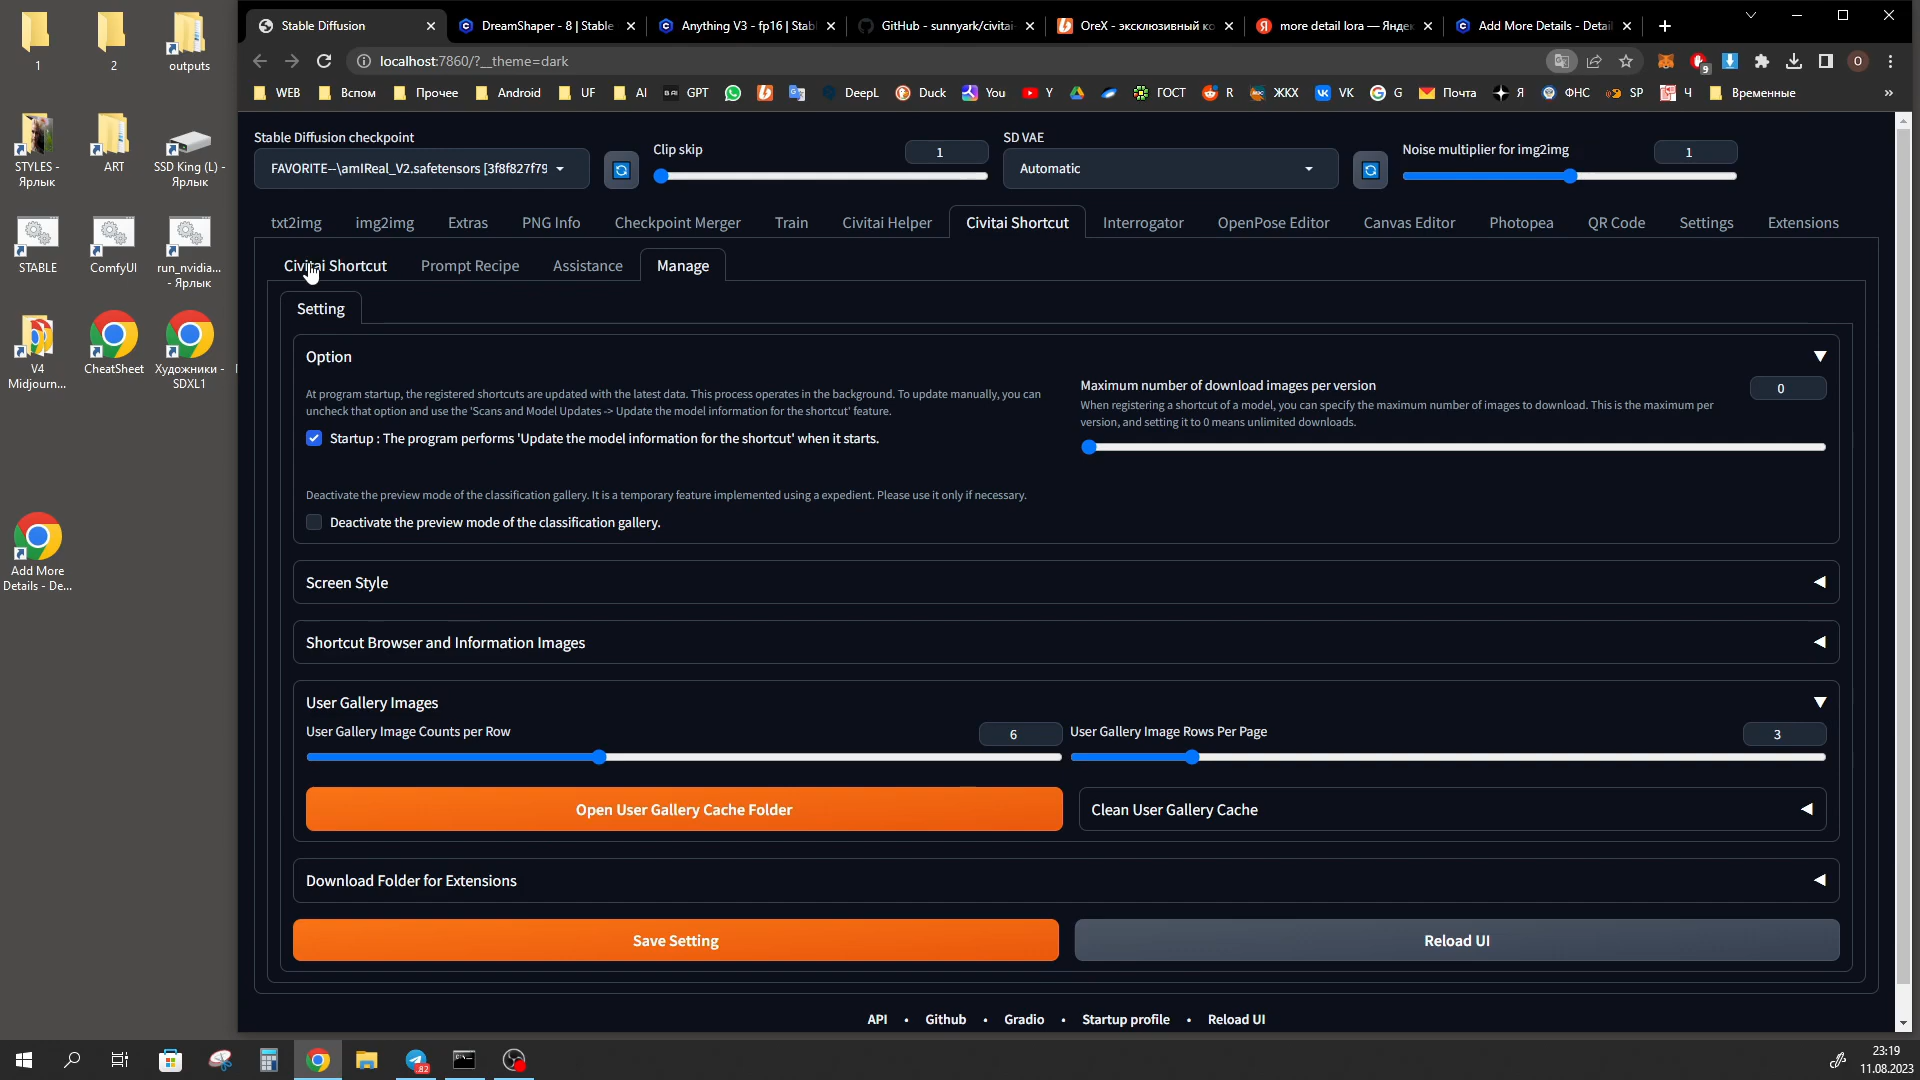 1
2
outputs
STYLES -
Ярлык
ART
SSD King (L) -
Ярлык
STABLE
ComfyUI
run_nvidia...
- Ярлык
V4
Midjourn...
CheatSheet
Художники -
SDXL1
Add More
Details - De...
Stable Diffusion
DreamShaper - 8 | Stable
Anything V3 - fp16 | Stab
GitHub - sunnyark/civitai-
OreX - эксклюзивный ко
more detail lora — Яндек
Add More Details - Detail
localhost:7860/?__theme=dark
9
O
WEB
Вспом
Прочее
Android
UF
AI
GPT
DeepL
Duck
You
Y
ГОСТ
R
ЖКХ
VK
G
Почта
Я
ФНС
SP
Ч
Временные
»
Stable Diffusion checkpoint
FAVORITE--\amIReal_V2.safetensors [3f8f827f79
Clip skip
1
SD VAE
Automatic
Noise multiplier for img2img
1
txt2img
img2img
Extras
PNG Info
Checkpoint Merger
Train
Civitai Helper
Civitai Shortcut
Interrogator
OpenPose Editor
Canvas Editor
Photopea
QR Code
Settings
Extensions
Civitai Shortcut
Prompt Recipe
Assistance
Manage
Setting
Option
At program startup, the registered shortcuts are updated with the latest data. This process operates in the background. To update manually, you can
uncheck that option and use the 'Scans and Model Updates -> Update the model information for the shortcut' feature.
Startup : The program performs 'Update the model information for the shortcut' when it starts.
Maximum number of download images per version
0
When registering a shortcut of a model, you can specify the maximum number of images to download. This is the maximum per
version, and setting it to 0 means unlimited downloads.
Deactivate the preview mode of the classification gallery. It is a temporary feature implemented using a expedient. Please use it only if necessary.
Deactivate the preview mode of the classification gallery.
Screen Style
Shortcut Browser and Information Images
User Gallery Images
User Gallery Image Counts per Row
6
User Gallery Image Rows Per Page
3
Open User Gallery Cache Folder
Clean User Gallery Cache
Download Folder for Extensions
Save Setting
Reload UI
API • Github • Gradio • Startup profile • Reload UI
82
23:19
11.08.2023